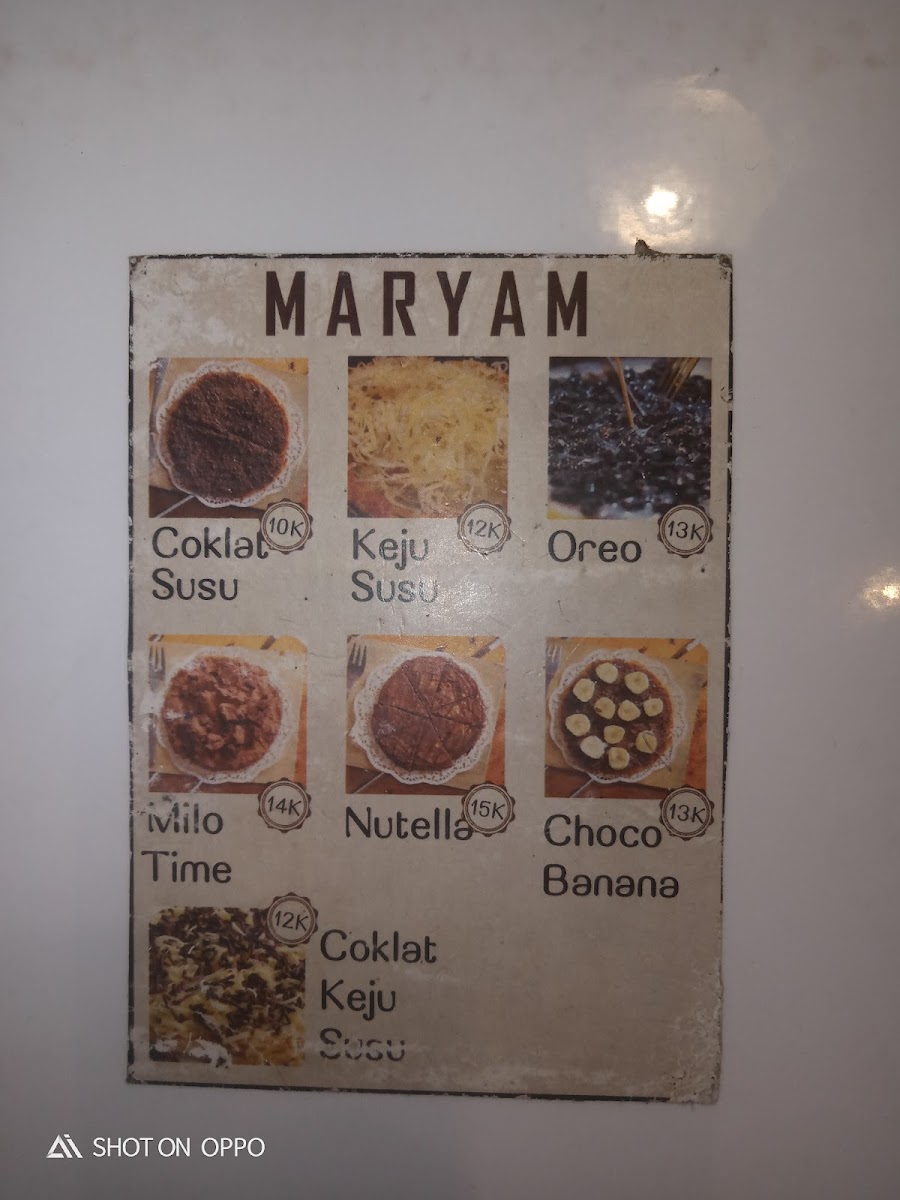 MARYAM
10K
Coklat
Susu
12K
Keju
Susu
13K
Oreo
14K
Milo
Time
15K
Nutella
13K
Choco
Banana
12K
Coklat
Keju
Susu
SHOT ON OPPO